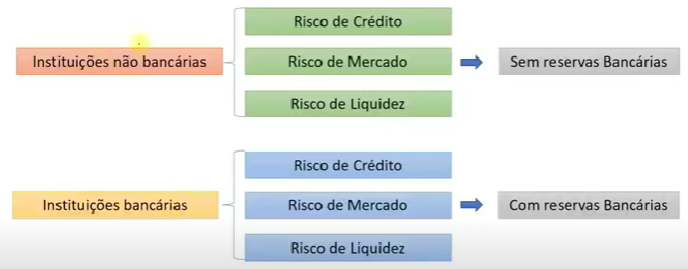 Risco de Crédito
Instituições não bancárias
Risco de Mercado
Sem reservas Bancárias
Risco de Liquidez
Risco de Crédito
Instituições bancárias
Risco de Mercado
Com reservas Bancárias
Risco de Liquidez